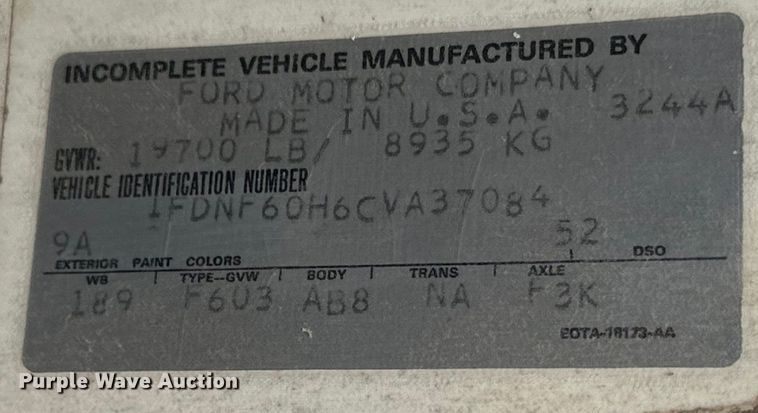 INCOMPLETE VEHICLE MANUFACTURED BY
FORD MOTOR COMPANY
MADE IN U.S.A. 3244A
GVWR: 19700 LB/ 8935 KG
VEHICLE IDENTIFICATION NUMBER
1FDNF60H6CVA37084
9A 52
EXTERIOR PAINT COLORS DSO
WB TYPE--GVW BODY TRANS AXLE
189 F603 AB8 NA F3K
EOTA-18173-AA
Purple Wave Auction